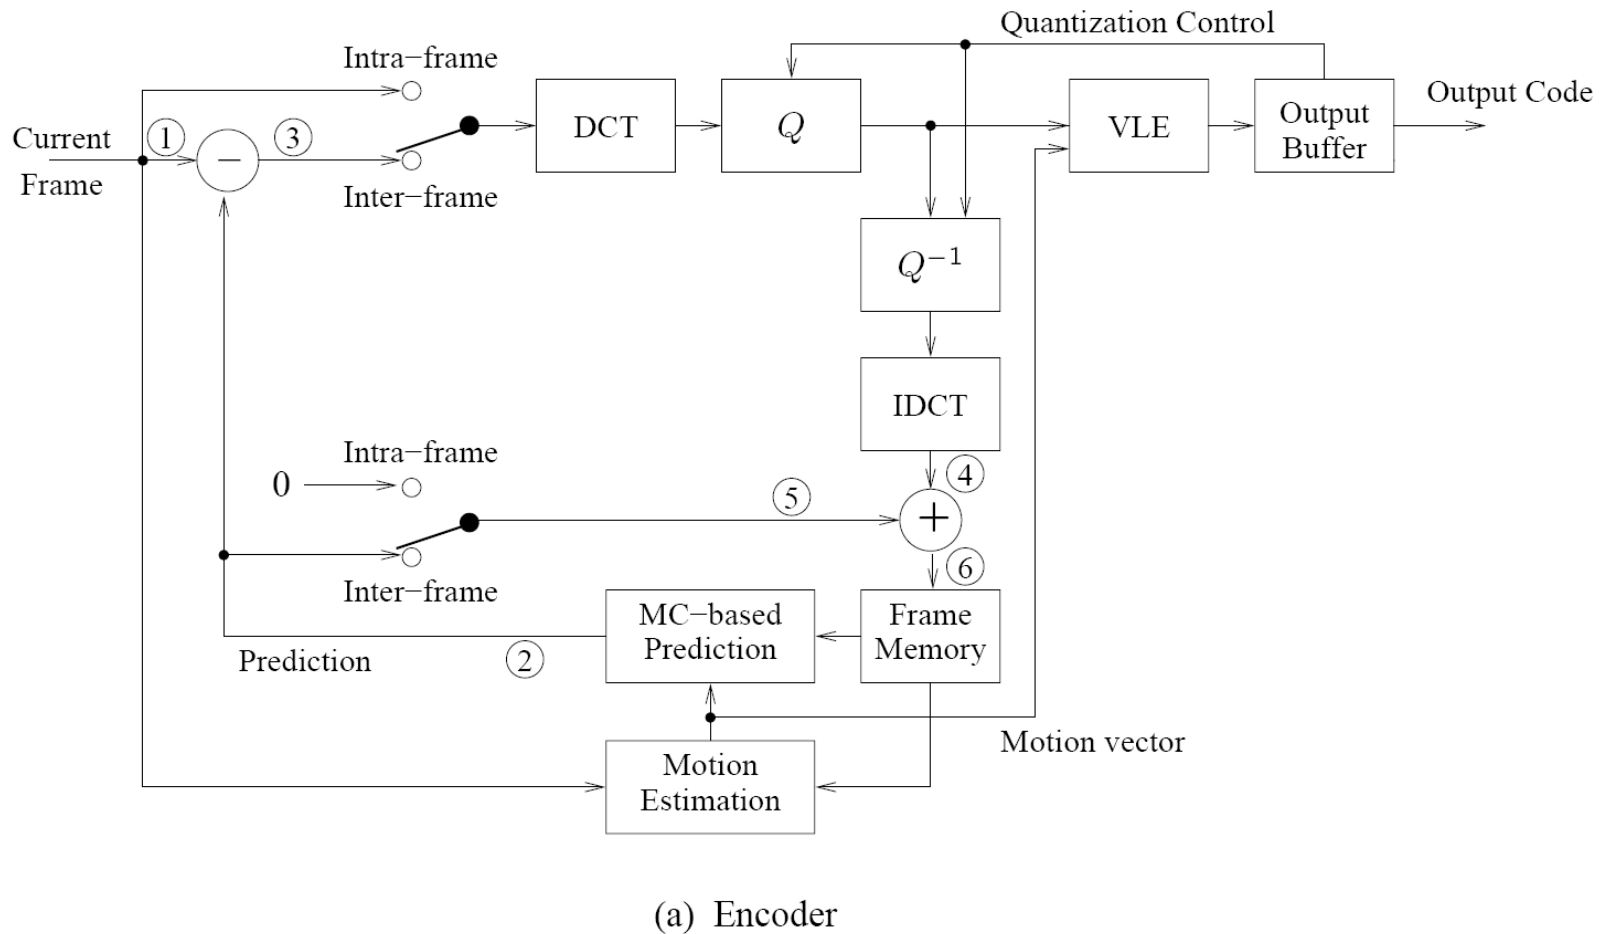 Quantization Control
Intra−frame
Output Code
Current
Frame
1
−
3
Inter−frame
DCT
Q
VLE
Output
Buffer
Q−1
IDCT
4
Intra−frame
0
5
+
6
Inter−frame
MC−based
Prediction
Frame
Memory
Prediction
2
Motion vector
Motion
Estimation
(a) Encoder